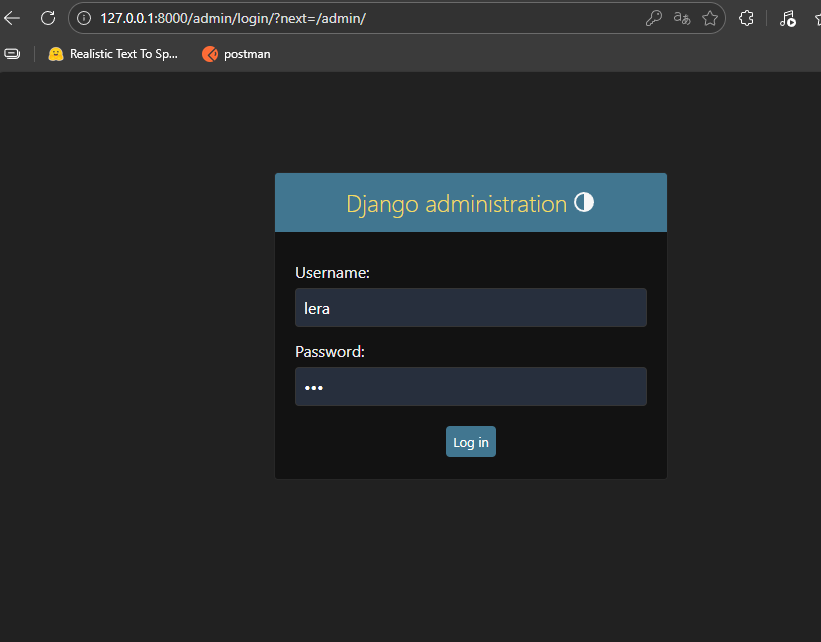 127.0.0.1:8000/admin/login/?next=/admin/
Realistic Text To Sp... postman
Django administration
Username:
lera
Password:
•••
Log in